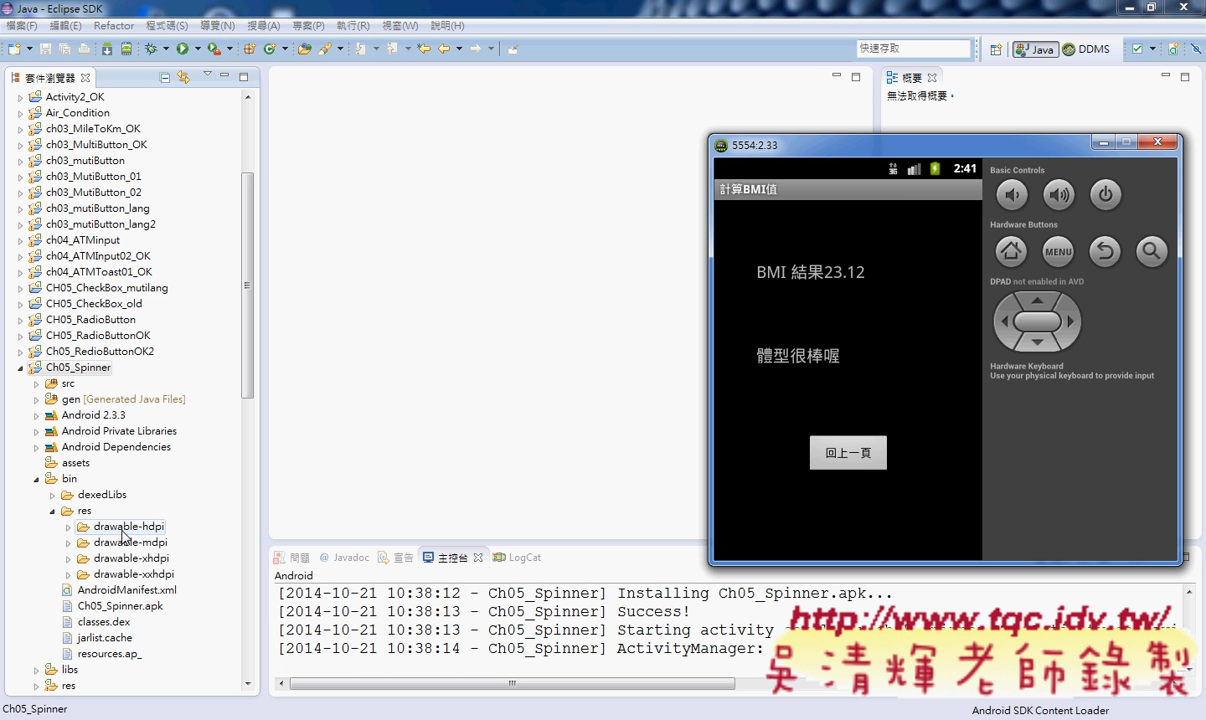 Java - Eclipse SDK
檔案(F) 編輯(E) Refactor 程式碼(S) 導覽(N) 搜尋(A) 專案(P) 執行(R) 視窗(W) 說明(H)
快速存取
Java
DDMS
套件瀏覽器
Activity2_OK
Air_Condition
ch03_MileToKm_OK
ch03_MultiButton_OK
ch03_mutiButton
ch03_MutiButton_01
ch03_MutiButton_02
ch03_mutiButton_lang
ch03_mutiButton_lang2
ch04_ATMinput
ch04_ATMInput02_OK
ch04_ATMToast01_OK
CH05_CheckBox_mutilang
CH05_CheckBox_old
CH05_RadioButton
CH05_RadioButtonOK
Ch05_RedioButtonOK2
Ch05_Spinner
src
gen [Generated Java Files]
Android 2.3.3
Android Private Libraries
Android Dependencies
assets
bin
dexedLibs
res
drawable-hdpi
drawable-mdpi
drawable-xhdpi
drawable-xxhdpi
AndroidManifest.xml
Ch05_Spinner.apk
classes.dex
jarlist.cache
resources.ap_
libs
res
概要
無法取得概要。
5554:2.33
2:41
計算BMI值
BMI 結果23.12
體型很棒喔
回上一頁
Basic Controls
Hardware Buttons
MENU
DPAD not enabled in AVD
Hardware Keyboard
Use your physical keyboard to provide input
問題 @ Javadoc 宣告 主控台 LogCat
Android
[2014-10-21 10:38:12 - Ch05_Spinner] Installing Ch05_Spinner.apk...
[2014-10-21 10:38:13 - Ch05_Spinner] Success!
[2014-10-21 10:38:13 - Ch05_Spinner] Starting activity
[2014-10-21 10:38:14 - Ch05_Spinner] ActivityManager:
http://www.tqc.idv.tw/
吳清輝老師錄製
Ch05_Spinner
Android SDK Content Loader